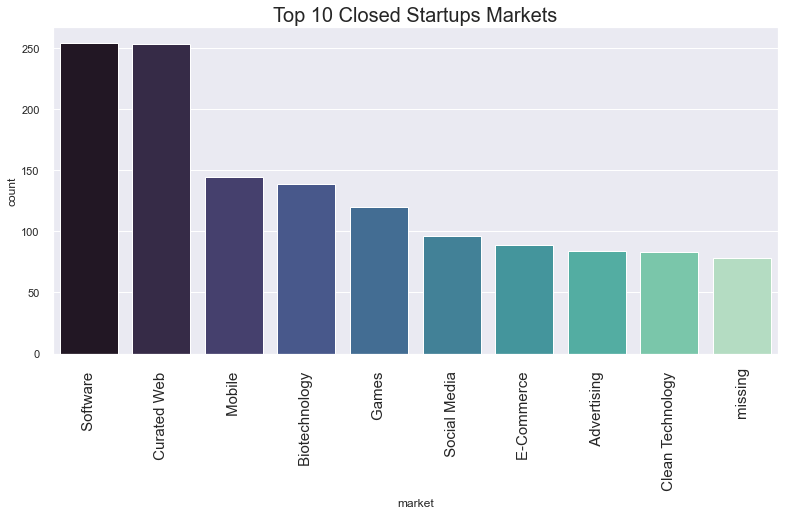 Top 10 Closed Startups Markets
count
250
200
150
100
50
0
Software
Curated Web
Mobile
Biotechnology
Games
Social Media
E-Commerce
Advertising
Clean Technology
missing
market